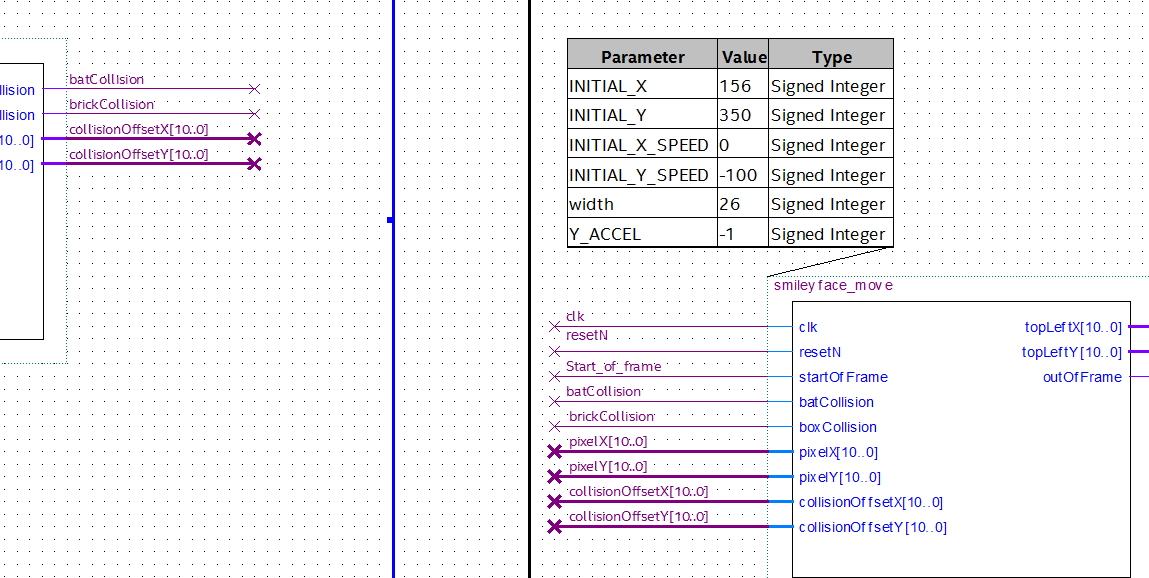 batCollision
llision
brickCollision
llision
collisionOffsetX[10..0]
10..0]
collisionOffsetY[10..0]
10..0]
Parameter Value Type
INITIAL_X 156 Signed Integer
INITIAL_Y 350 Signed Integer
INITIAL_X_SPEED 0 Signed Integer
INITIAL_Y_SPEED -100 Signed Integer
width 26 Signed Integer
Y_ACCEL -1 Signed Integer
smileyface_move
clk
clk topLeftX[10..0]
resetN
resetN topLeftY[10..0]
Start_of_frame
startOfFrame outOfFrame
batCollision
batCollision
brickCollision
boxCollision
pixelX[10..0]
pixelX[10..0]
pixelY[10..0]
pixelY[10..0]
collisionOffsetX[10..0]
collisionOffsetX[10..0]
collisionOffsetY[10..0]
collisionOffsetY[10..0]